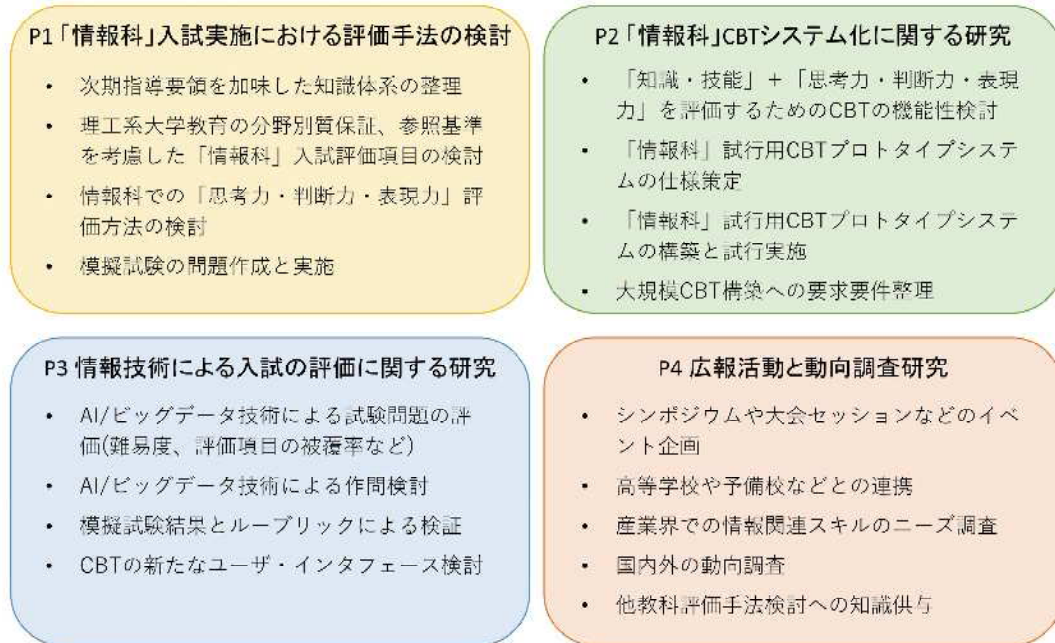 P1「情報科」入試実施における評価手法の検討
• 次期指導要領を加味した知識体系の整理
• 理工系大学教育の分野別質保証、参照基準
を考慮した「情報科」入試評価項目の検討
• 情報科での「思考力・判断力・表現力」評
価方法の検討
• 模擬試験の問題作成と実施
P2「情報科」CBTシステム化に関する研究
• 「知識・技能」+「思考力・判断力・表現
力」を評価するためのCBTの機能性検討
• 「情報科」試行用CBTプロトタイプシステ
ムの仕様策定
• 「情報科」試行用CBTプロトタイプシステ
ムの構築と試行実施
• 大規模CBT構築への要求要件整理
P3 情報技術による入試の評価に関する研究
• AI/ビッグデータ技術による試験問題の評
価(難易度、評価項目の被覆率など)
• AI/ビッグデータ技術による作問検討
• 模擬試験結果とルーブリックによる検証
• CBTの新たなユーザ・インタフェース検討
P4 広報活動と動向調査研究
• シンポジウムや大会セッションなどのイベ
ント企画
• 高等学校や予備校などとの連携
• 産業界での情報関連スキルのニーズ調査
• 国内外の動向調査
• 他教科評価手法検討への知識供与